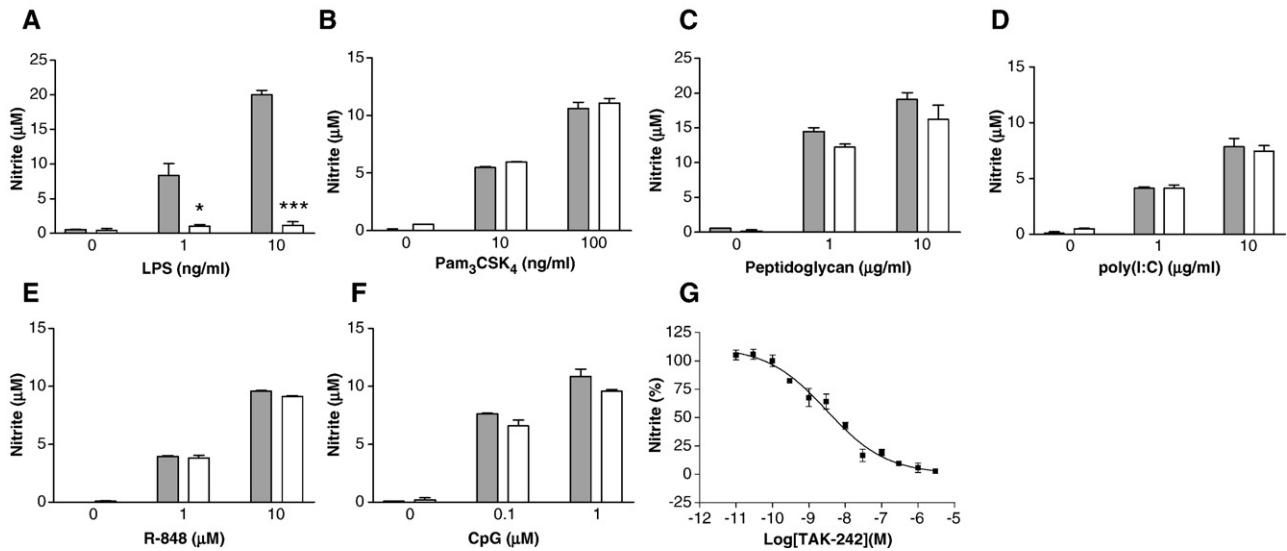 A
25
20
15
10
5
0
Nitrite (μM)
*
***
0 1 10
LPS (ng/ml)
B
15
10
5
0
Nitrite (μM)
0 10 100
Pam₃CSK₄ (ng/ml)
C
25
20
15
10
5
0
Nitrite (μM)
0 1 10
Peptidoglycan (μg/ml)
D
15
10
5
0
Nitrite (μM)
0 1 10
poly(I:C) (μg/ml)
E
15
10
5
0
Nitrite (μM)
0 1 10
R-848 (μM)
F
15
10
5
0
Nitrite (μM)
0 0.1 1
CpG (μM)
G
125
100
75
50
25
0
-25
Nitrite (%)
-12 -11 -10 -9 -8 -7 -6 -5
Log[TAK-242](M)